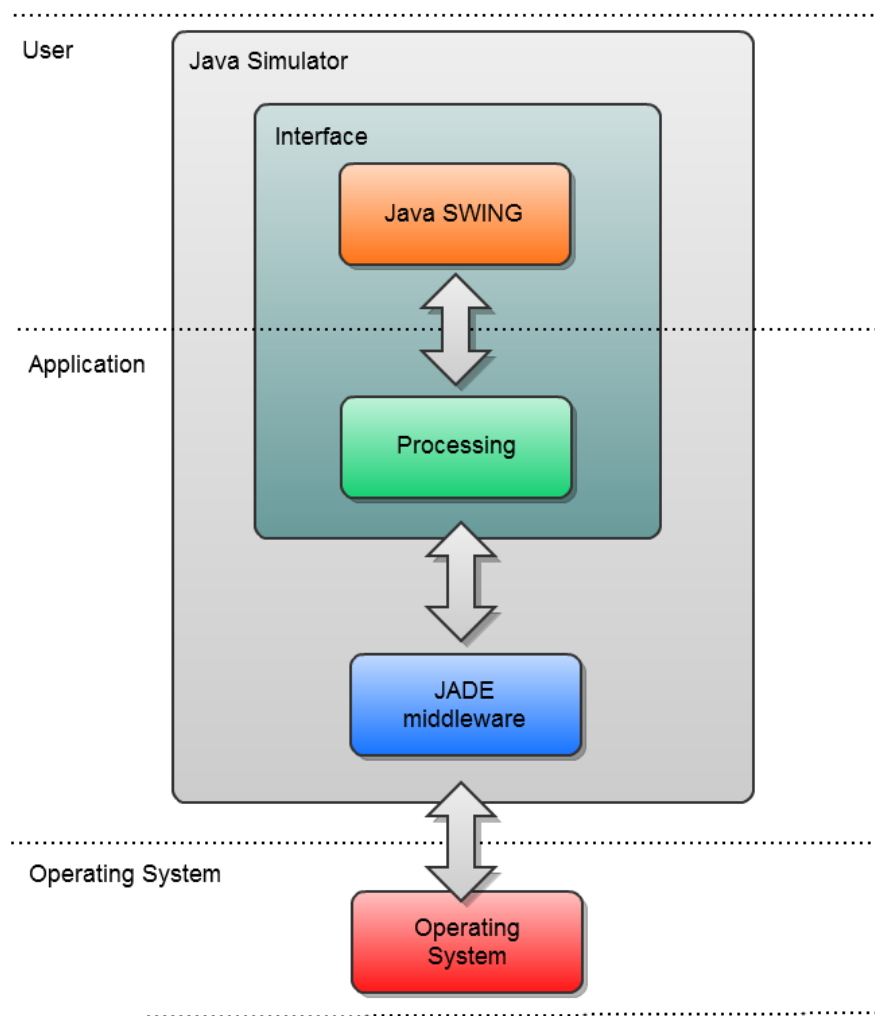 User
Java Simulator
Interface
Java SWING
Application
Processing
JADE
middleware
Operating System
Operating
System